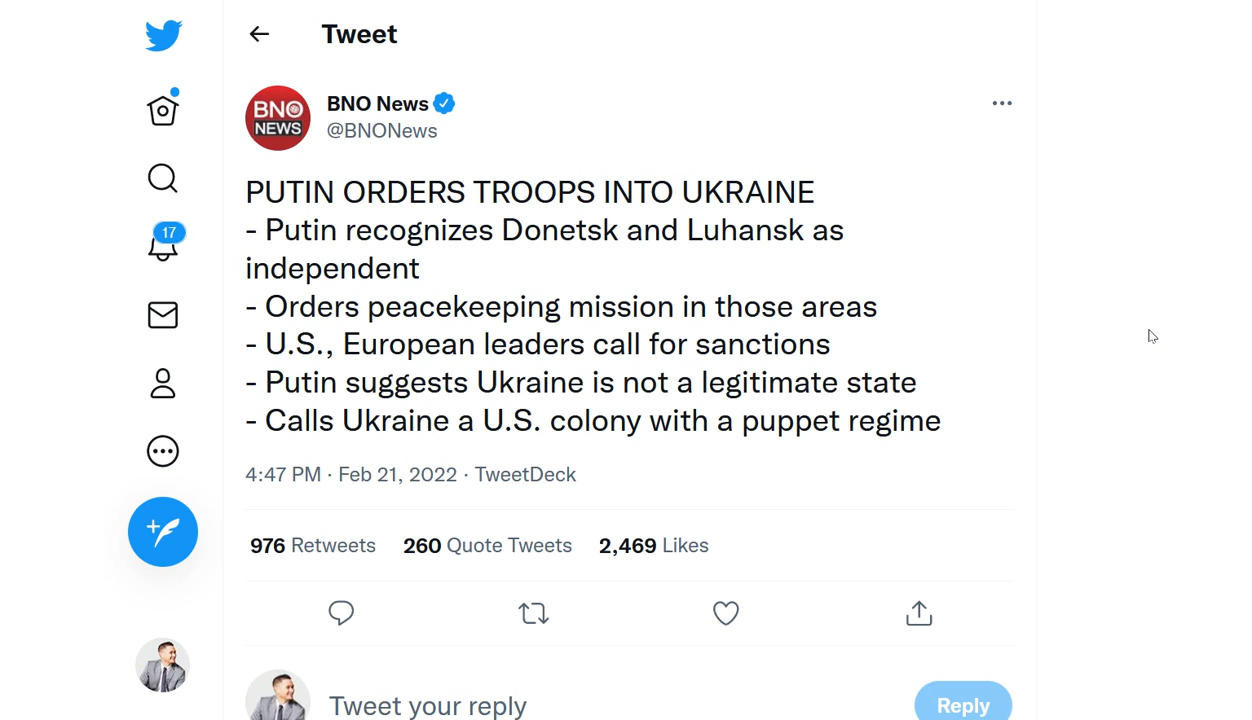 Tweet
BNO NEWS
BNO News
@BNONews
PUTIN ORDERS TROOPS INTO UKRAINE
- Putin recognizes Donetsk and Luhansk as
independent
- Orders peacekeeping mission in those areas
- U.S., European leaders call for sanctions
- Putin suggests Ukraine is not a legitimate state
- Calls Ukraine a U.S. colony with a puppet regime
4:47 PM · Feb 21, 2022 · TweetDeck
976 Retweets 260 Quote Tweets 2,469 Likes
17
Tweet your reply
Reply